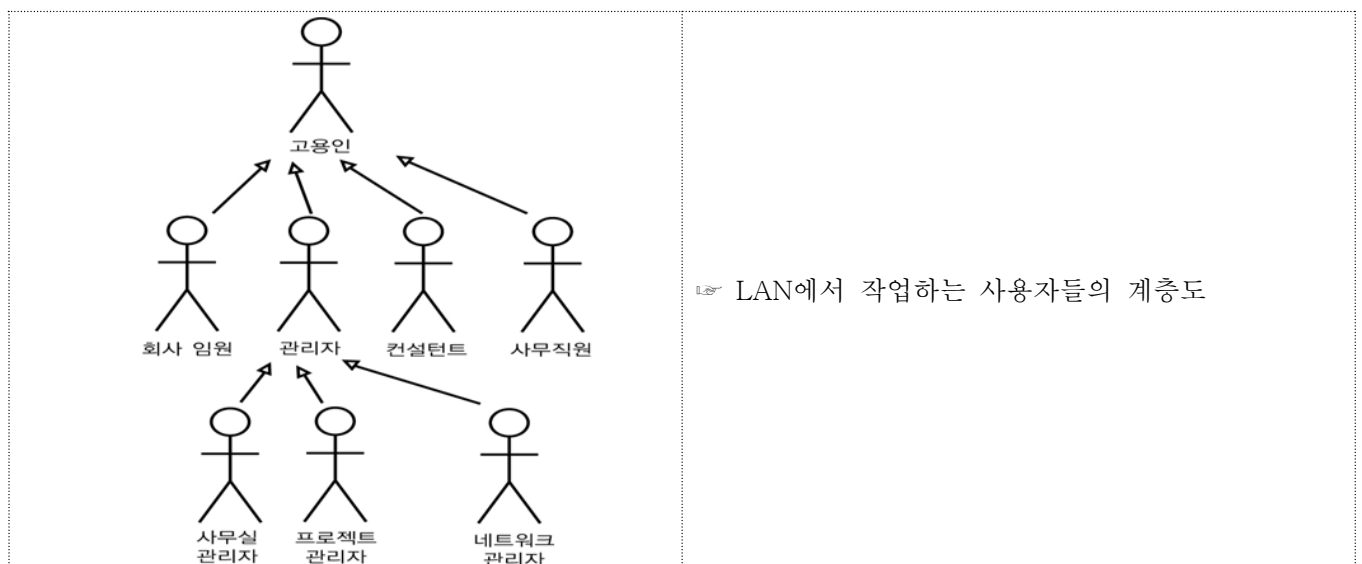 고용인
회사 임원
관리자
컨설턴트
사무직원
사무실
관리자
프로젝트
관리자
네트워크
관리자
☞ LAN에서 작업하는 사용자들의 계층도